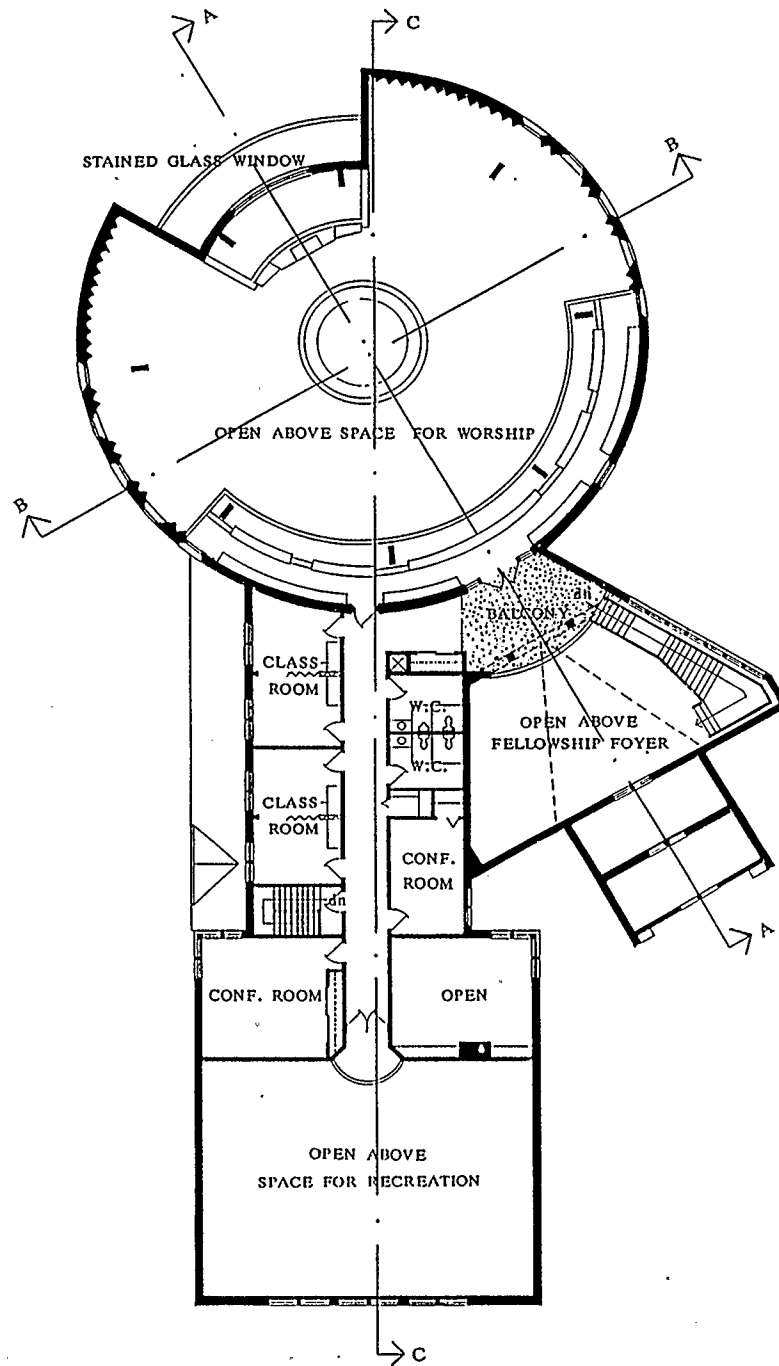 A
C
STAINED GLASS WINDOW
B
OPEN ABOVE SPACE FOR WORSHIP
B
dn
BALCONY
CLASS-
ROOM
W.C.
OPEN ABOVE
FELLOWSHIP FOYER
W.C.
CLASS-
ROOM
CONF.
ROOM
dn
A
CONF. ROOM
OPEN
OPEN ABOVE
SPACE FOR RECREATION
C